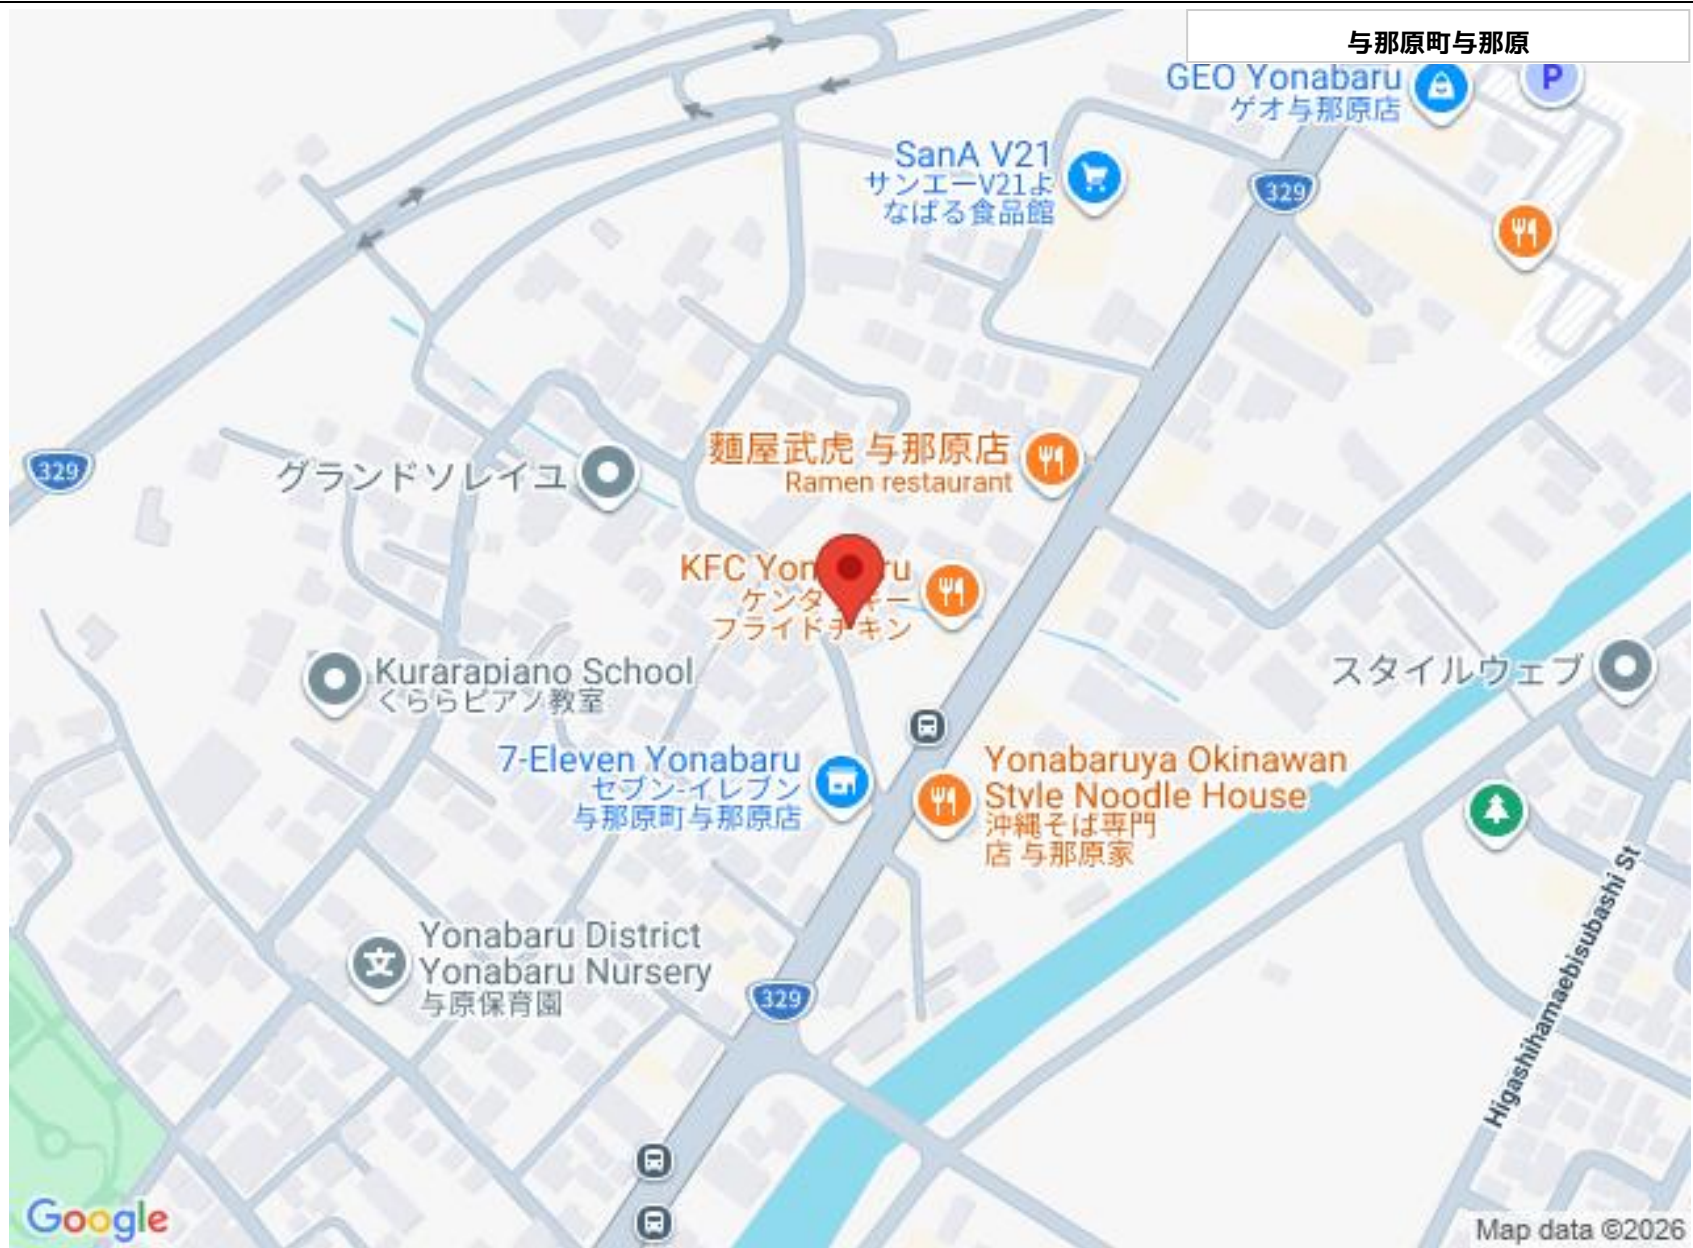 与那原町与那原
GEO Yonabaru
ゲオ与那原店
P
SanA V21
サンエーV21よ
なばる食品館
329
麺屋武虎 与那原店
Ramen restaurant
329
グランドソレイユ
KFC Yon
ru
ケンタ
キー
フライドチキン
Kurarapiano School
くららピアノ教室
スタイルウェブ
7-Eleven Yonabaru
セブン-イレブン
与那原町与那原店
Yonabaruya Okinawan
Style Noodle House
沖縄そば専門
店 与那原家
Higashihamaebisubashi St
Yonabaru District
Yonabaru Nursery
与原保育園
文
329
Google
Map data ©2026